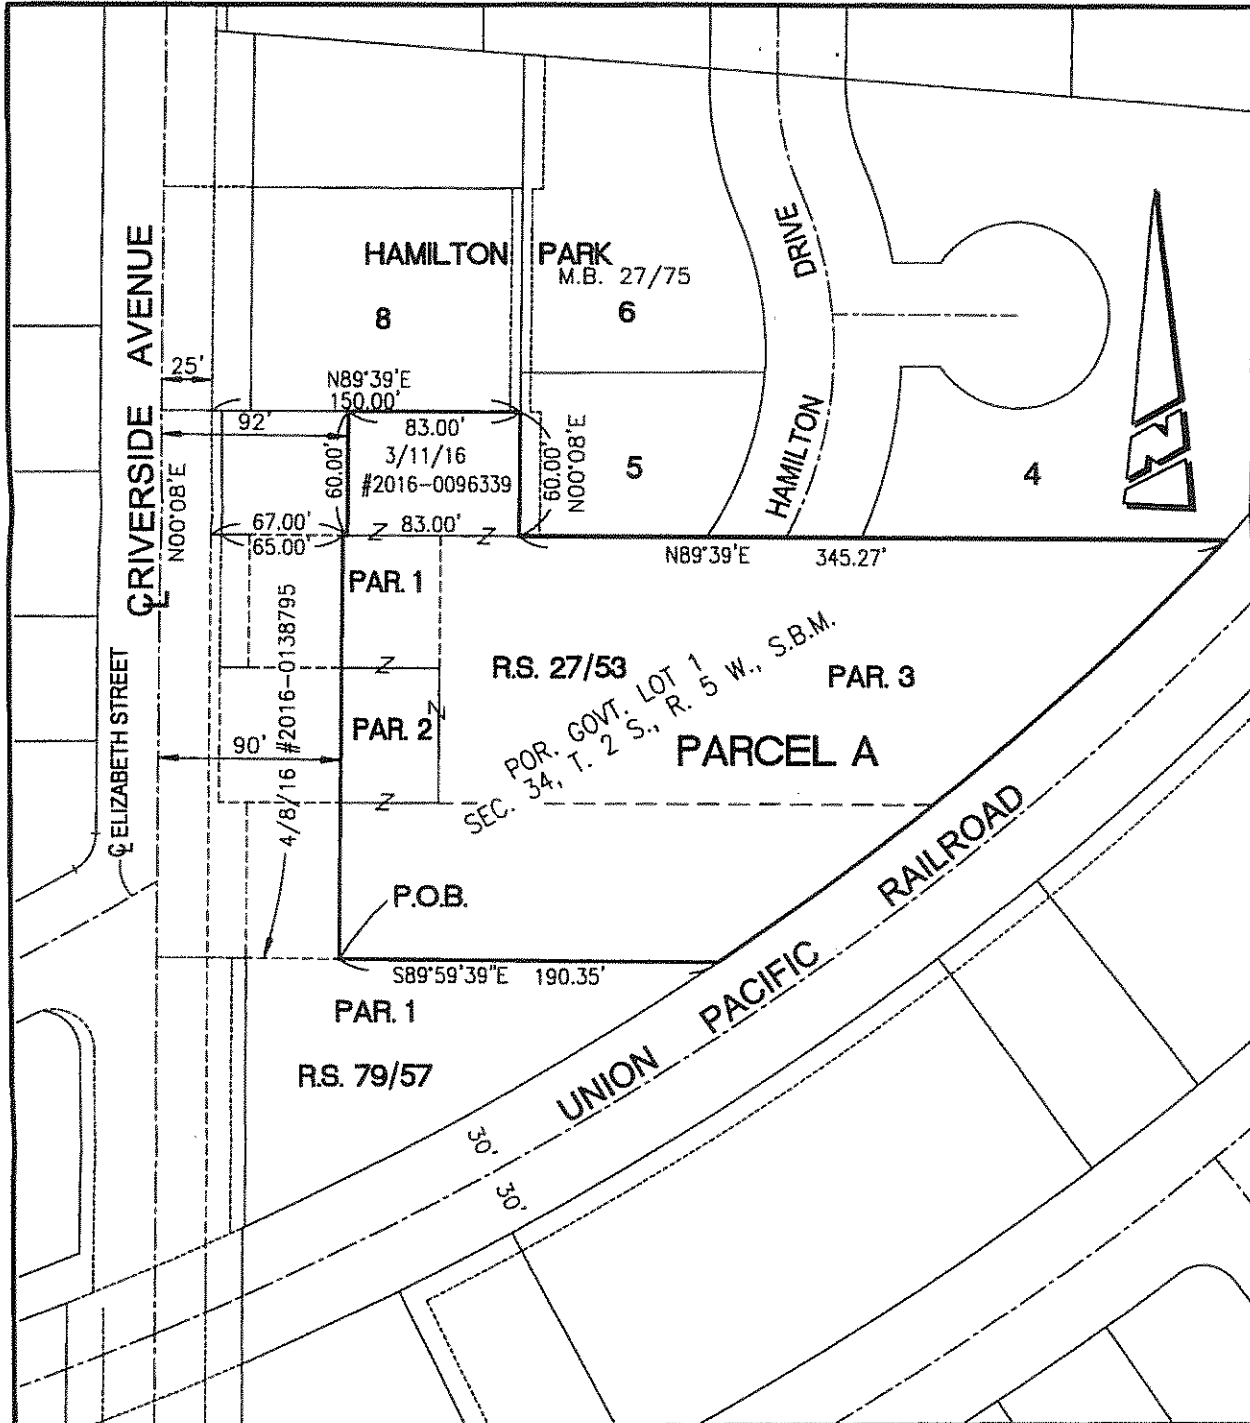 HAMILTON PARK
M.B. 27/75
8
6
HAMILTON DRIVE
℄ RIVERSIDE AVENUE
25'
N89°39'E
150.00'
92'
83.00'
3/11/16
#2016-0096339
60.00'
60.00'
N00°08'E
N00°08'E
5
4
67.00'
65.00'
Z
83.00'
Z
N89°39'E 345.27'
PAR. 1
4/8/16 #2016-0138795
℄ ELIZABETH STREET
Z
R.S. 27/53
POR. GOVT. LOT 1
SEC. 34, T. 2 S., R. 5 W., S.B.M.
PAR. 3
PAR. 2
Z
90'
PARCEL A
Z
P.O.B.
S89°59'39"E 190.35'
PAR. 1
R.S. 79/57
UNION PACIFIC RAILROAD
30'
30'
N